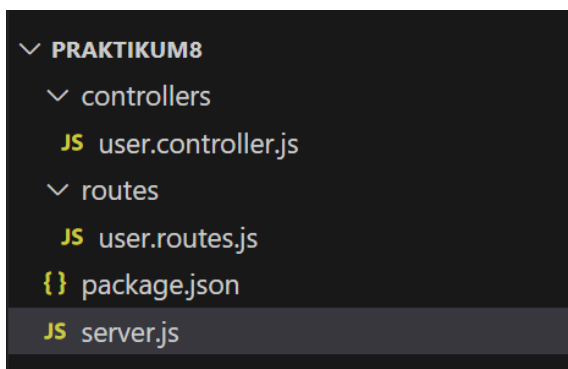 PRAKTIKUM8
controllers
JS user.controller.js
routes
JS user.routes.js
{} package.json
JS server.js